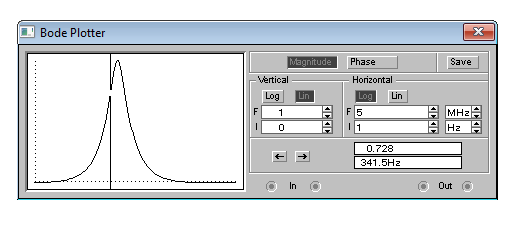 Bode Plotter
Magnitude Phase Save
Vertical Horizontal
Log Lin Log Lin
F 1 F 5 MHz
I 0 I 1 Hz
← → 0.728
341.5Hz
In Out